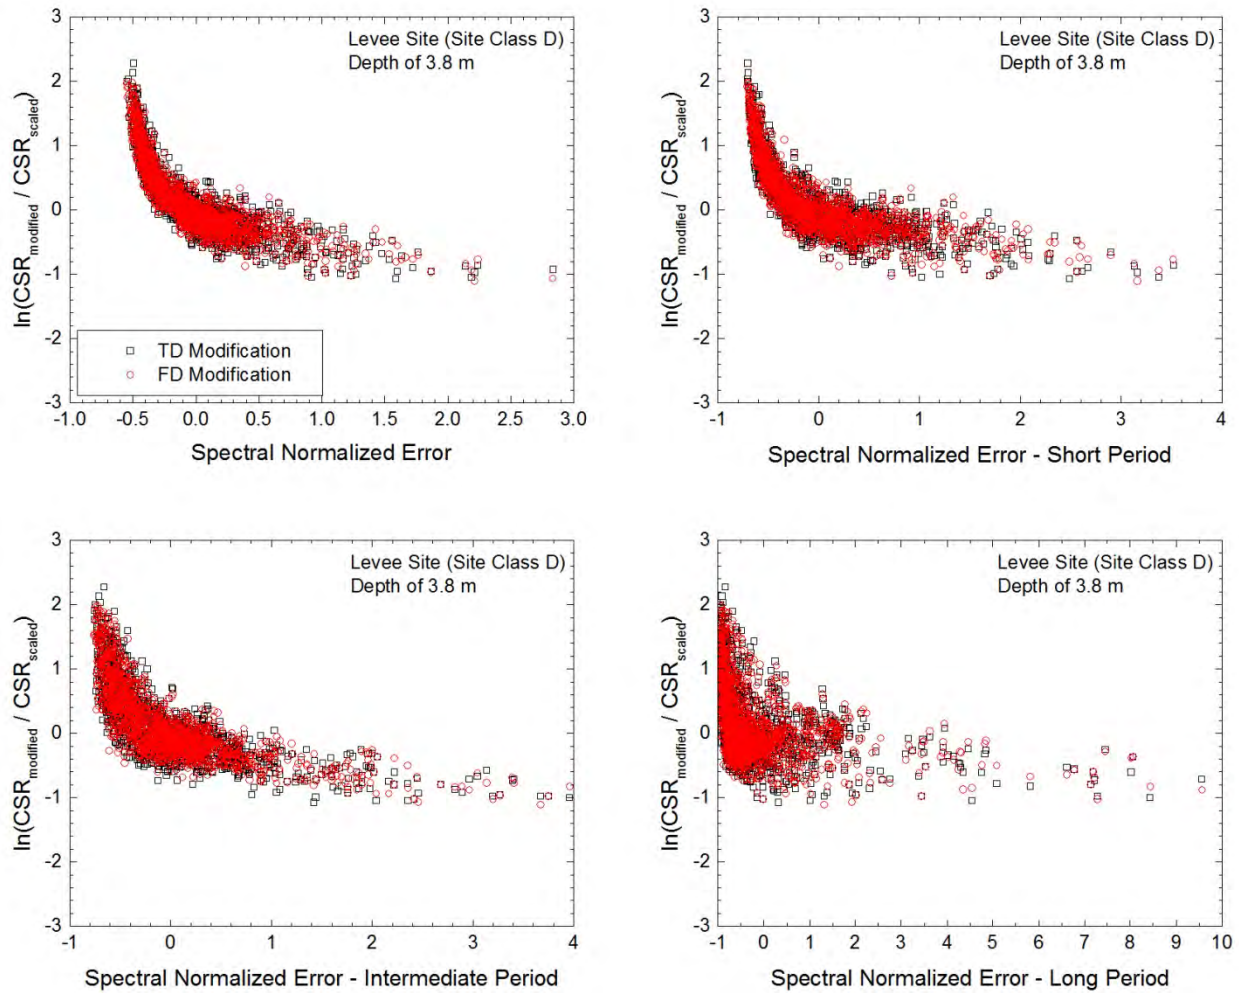 3
2
1
0
-1
-2
-3
ln(CSRmodified / CSRscaled)
Levee Site (Site Class D)
Depth of 3.8 m
TD Modification
FD Modification
-1.0 -0.5 0.0 0.5 1.0 1.5 2.0 2.5 3.0
Spectral Normalized Error
3
2
1
0
-1
-2
-3
ln(CSRmodified / CSRscaled)
Levee Site (Site Class D)
Depth of 3.8 m
-1 0 1 2 3 4
Spectral Normalized Error - Short Period
3
2
1
0
-1
-2
-3
ln(CSRmodified / CSRscaled)
Levee Site (Site Class D)
Depth of 3.8 m
-1 0 1 2 3 4
Spectral Normalized Error - Intermediate Period
3
2
1
0
-1
-2
-3
ln(CSRmodified / CSRscaled)
Levee Site (Site Class D)
Depth of 3.8 m
-1 0 1 2 3 4 5 6 7 8 9 10
Spectral Normalized Error - Long Period